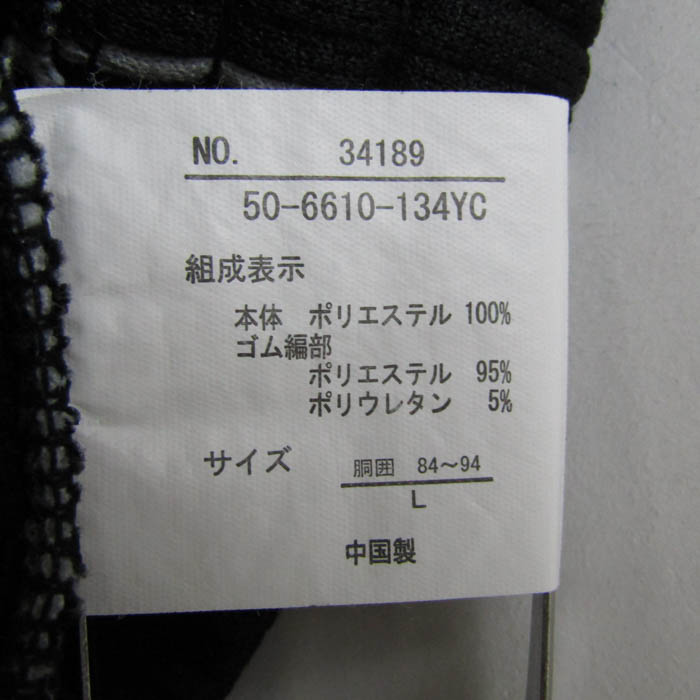 NO. 34189
50-6610-134YC
組成表示
本体 ポリエステル 100%
ゴム編部
ポリエステル 95%
ポリウレタン 5%
サイズ 胴囲 84～94
L
中国製